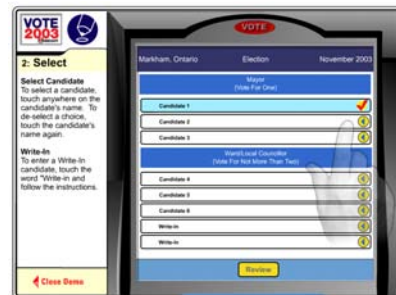 VOTE
2003
2: Select
Select Candidate
To select a candidate,
touch anywhere on the
candidate's name. To
de-select a choice,
touch the candidate's
name again.
Write-In
To enter a Write-In
candidate, touch the
word "Write-in and
follow the instructions.
Close Demo
VOTE
Markham, Ontario Election November 2003
Mayor
(Vote For One)
Candidate 1
Candidate 2
Candidate 3
Ward/Local Councillor
(Vote For Not More Than Two)
Candidate 4
Candidate 5
Candidate 6
Write-in
Write-in
Review